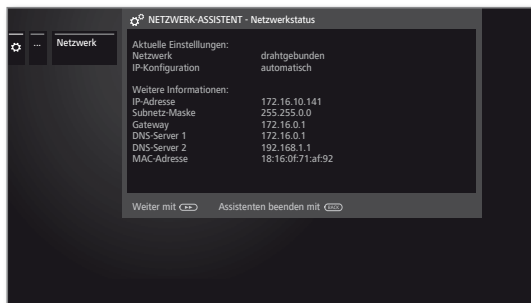 NETZWERK-ASSISTENT - Netzwerkstatus
... Netzwerk
Aktuelle Einstelllungen:
Netzwerk drahtgebunden
IP-Konfiguration automatisch
Weitere Informationen:
IP-Adresse 172.16.10.141
Subnetz-Maske 255.255.0.0
Gateway 172.16.0.1
DNS-Server 1 172.16.0.1
DNS-Server 2 192.168.1.1
MAC-Adresse 18:16:0f:71:af:92
Weiter mit Assistenten beenden mit BACK